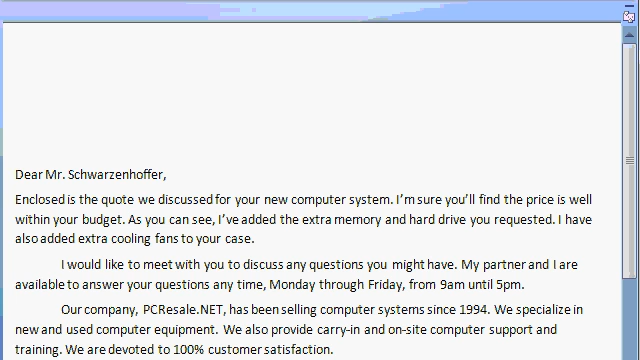 Dear Mr. Schwarzenhoffer,
Enclosed is the quote we discussed for your new computer system. I'm sure you'll find the price is well
within your budget. As you can see, I've added the extra memory and hard drive you requested. I have
also added extra cooling fans to your case.
I would like to meet with you to discuss any questions you might have. My partner and I are
available to answer your questions any time, Monday through Friday, from 9am until 5pm.
Our company, PCResale.NET, has been selling computer systems since 1994. We specialize in
new and used computer equipment. We also provide carry-in and on-site computer support and
training. We are devoted to 100% customer satisfaction.